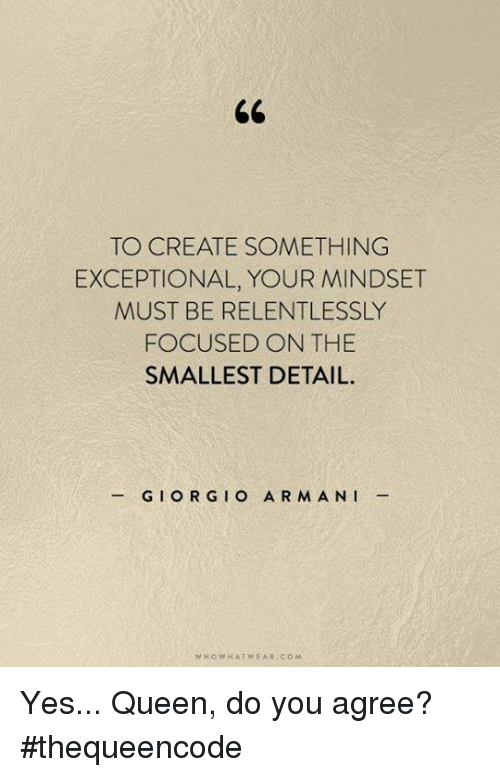 “
TO CREATE SOMETHING
EXCEPTIONAL, YOUR MINDSET
MUST BE RELENTLESSLY
FOCUSED ON THE
SMALLEST DETAIL.
– GIORGIO ARMANI –
WHOWHATWEAR.COM
Yes... Queen, do you agree?
#thequeencode